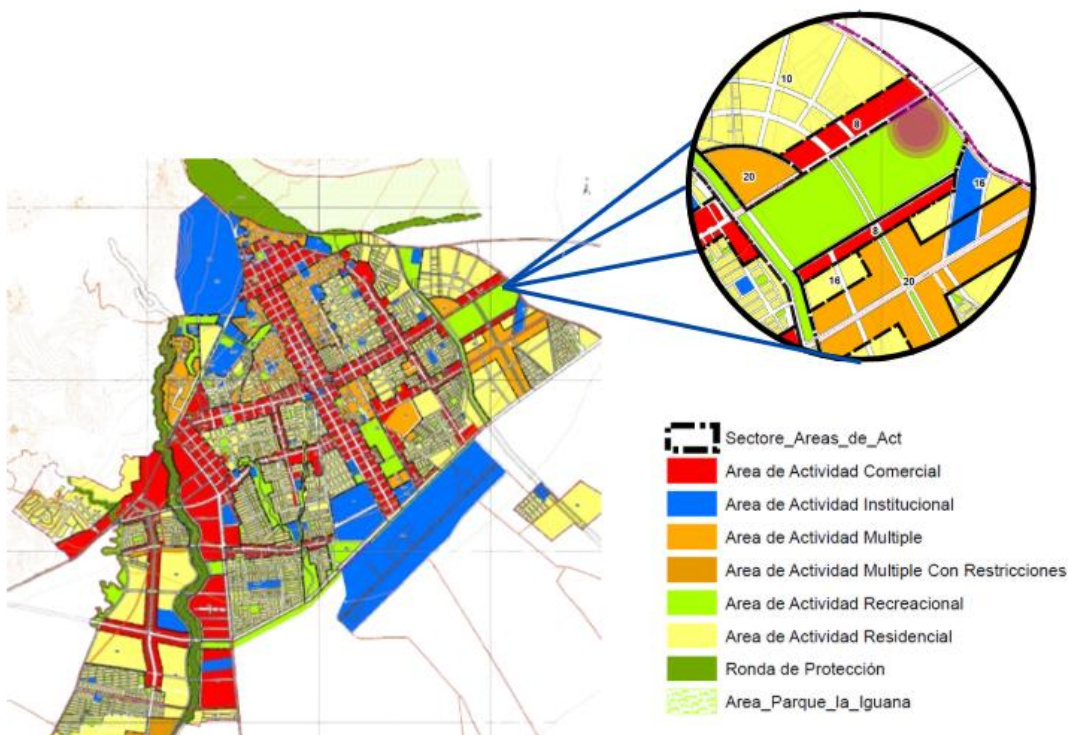 10
8
20
16
8
16
20
Sectore_Areas_de_Act
Area de Actividad Comercial
Area de Actividad Institucional
Area de Actividad Multiple
Area de Actividad Multiple Con Restricciones
Area de Actividad Recreacional
Area de Actividad Residencial
Ronda de Protección
Area_Parque_la_Iguana